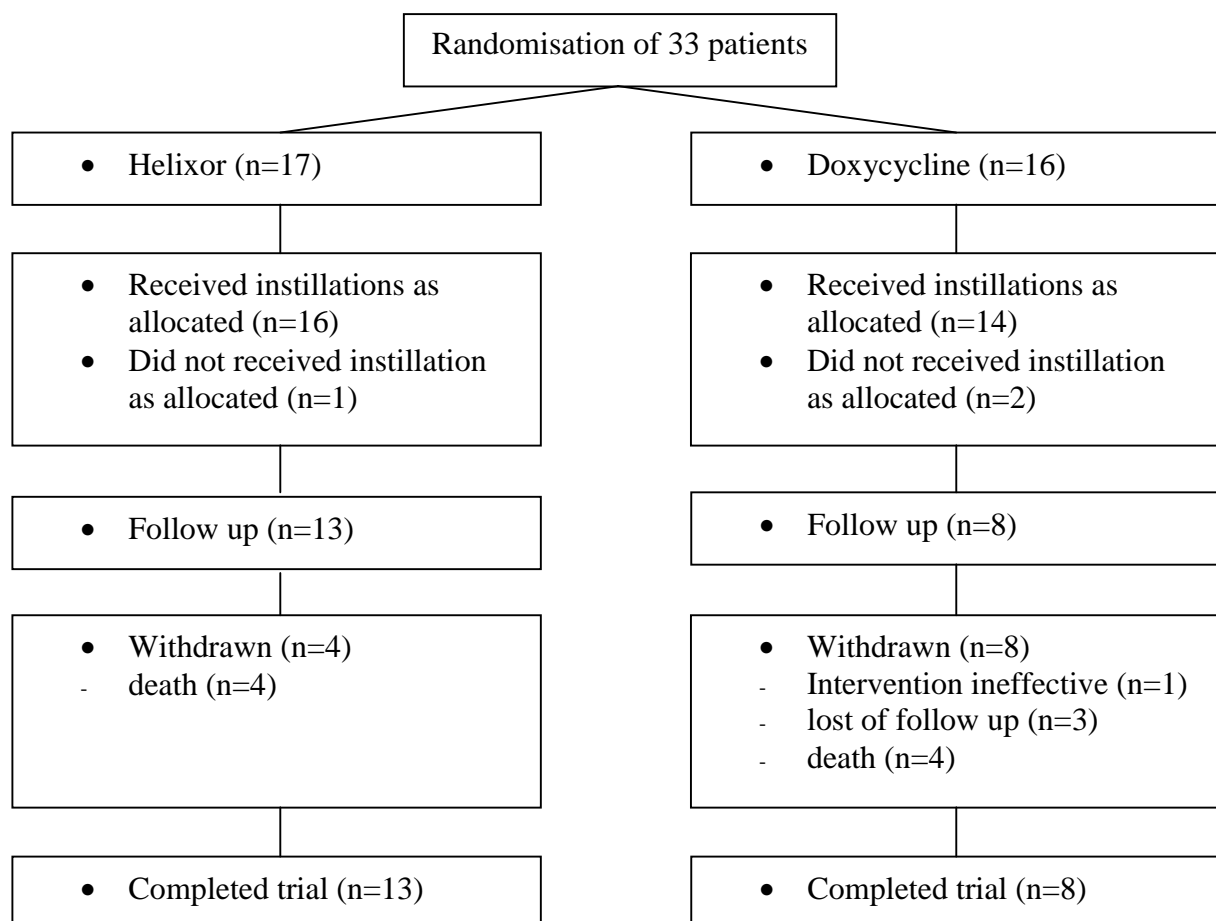 Randomisation of 33 patients
• Helixor (n=17)
• Doxycycline (n=16)
• Received instillations as
allocated (n=16)
• Did not received instillation
as allocated (n=1)
• Received instillations as
allocated (n=14)
• Did not received instillation
as allocated (n=2)
• Follow up (n=13)
• Follow up (n=8)
• Withdrawn (n=4)
- death (n=4)
• Withdrawn (n=8)
- Intervention ineffective (n=1)
- lost of follow up (n=3)
- death (n=4)
• Completed trial (n=13)
• Completed trial (n=8)